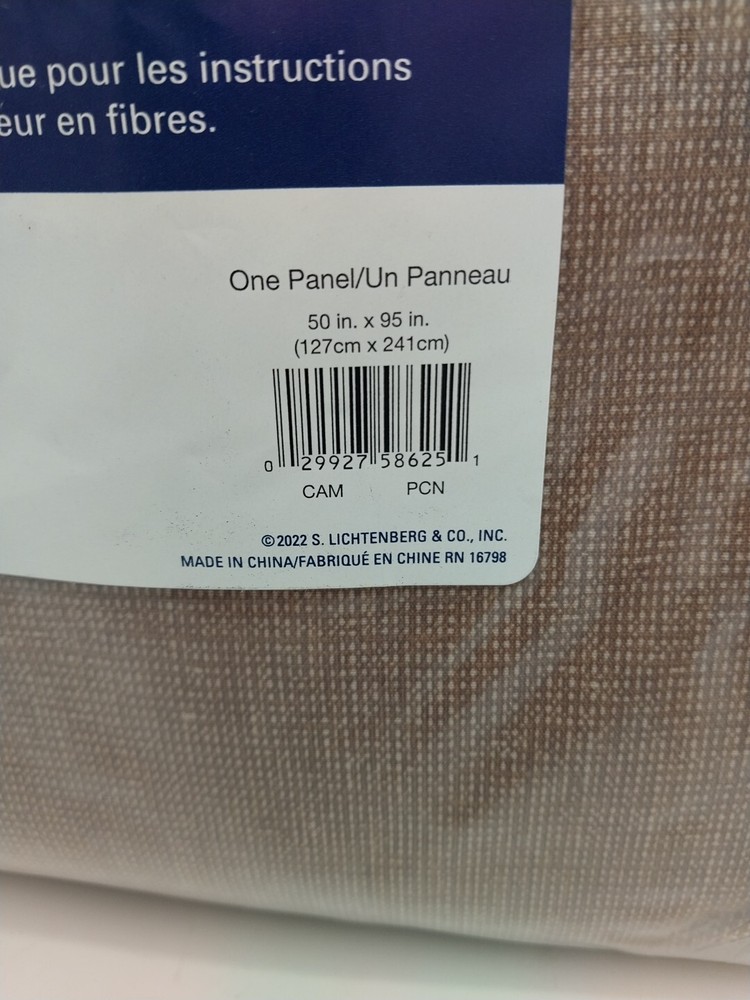 ue pour les instructions
eur en fibres.
One Panel/Un Panneau
50 in. x 95 in.
(127cm x 241cm)
0 29927 58625 1
CAM PCN
©2022 S. LICHTENBERG & CO., INC.
MADE IN CHINA/FABRIQUÉ EN CHINE RN 16798